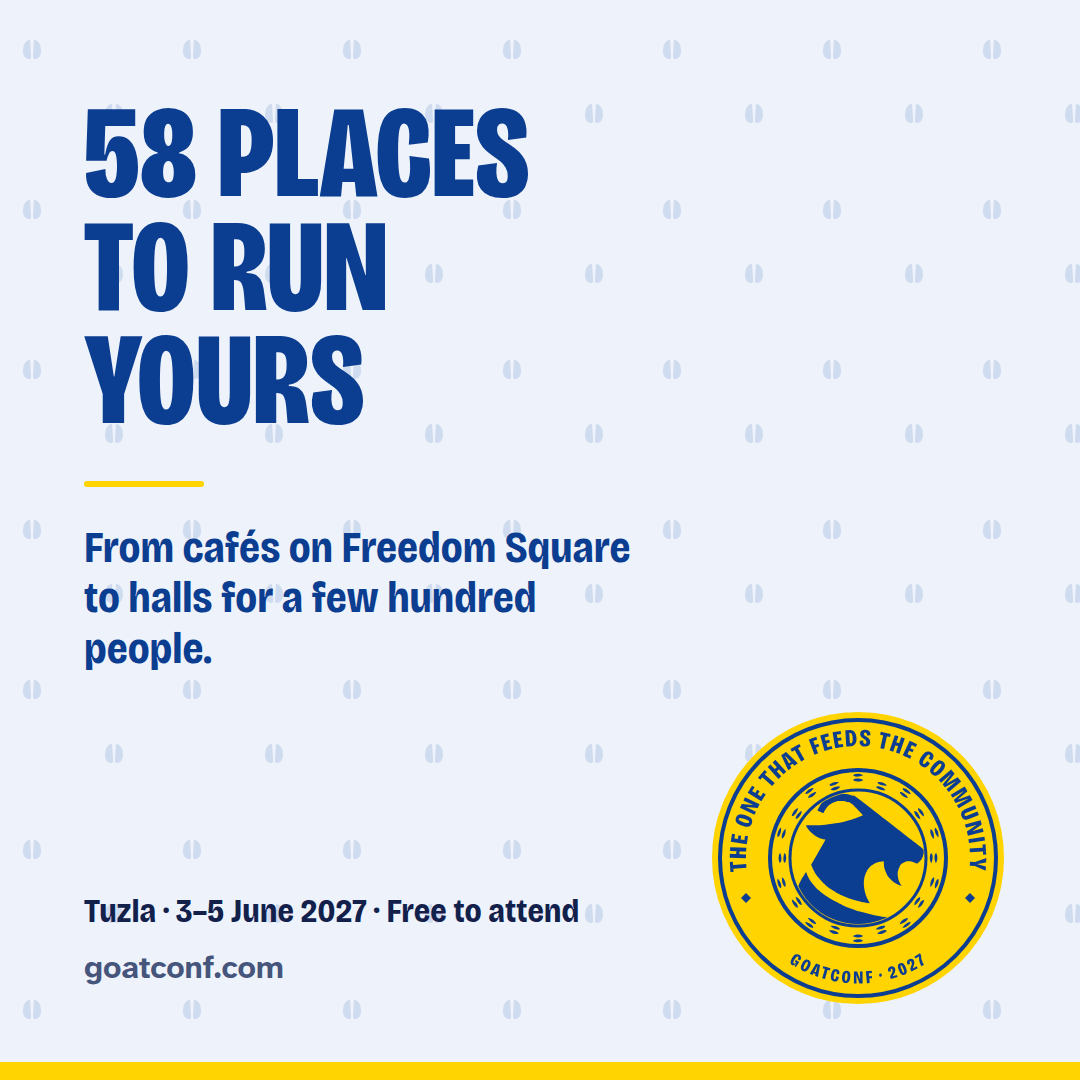 58 PLACES
TO RUN
YOURS
From cafés on Freedom Square
to halls for a few hundred
people.
THE ONE THAT FEEDS THE COMMUNITY
GOATCONF · 2027
Tuzla · 3–5 June 2027 · Free to attend
goatconf.com